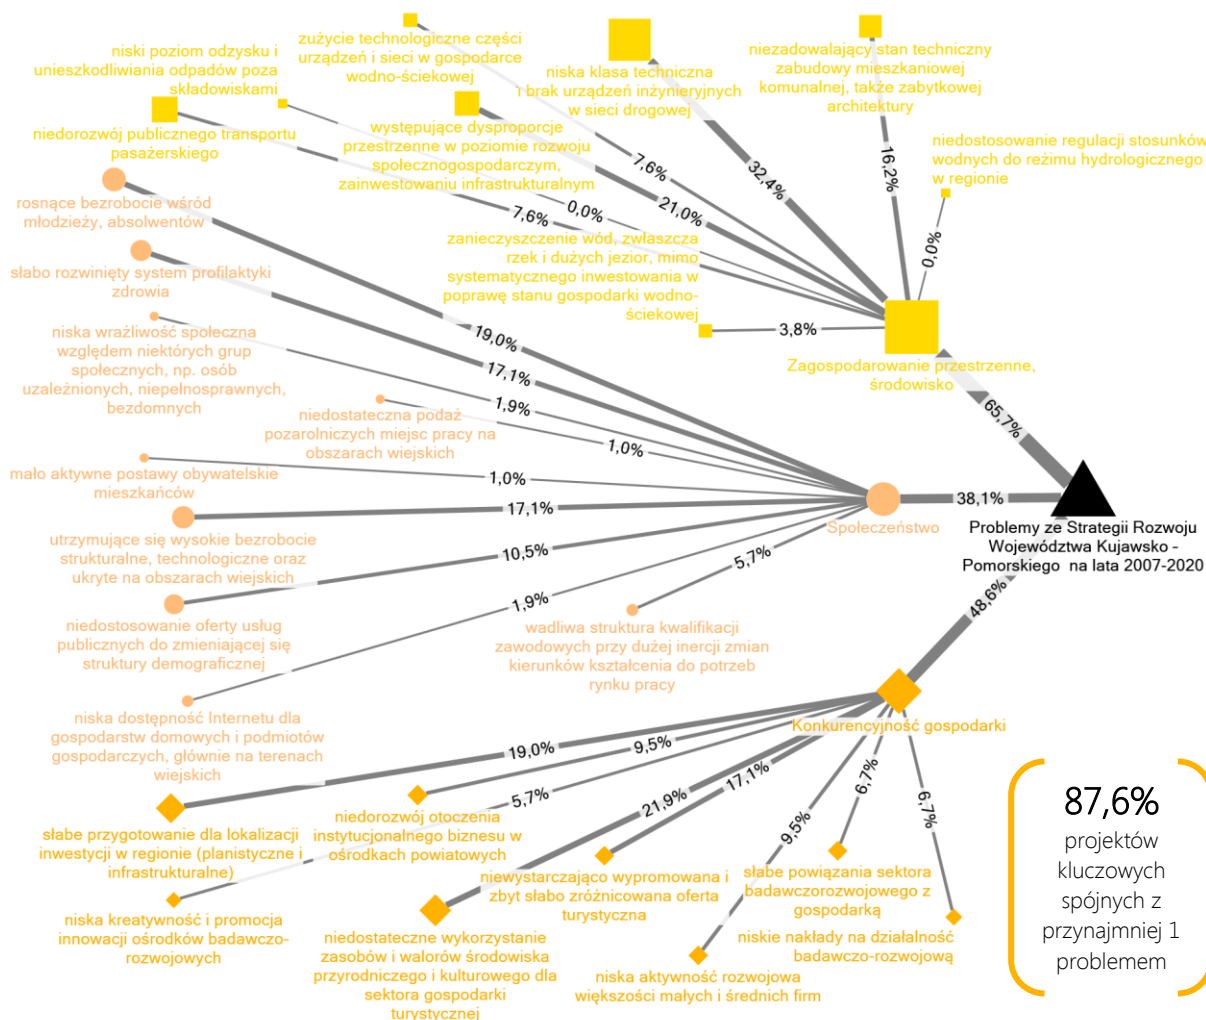 niski poziom odzysku i
unieszkodliwiania odpadów poza
składowiskami
zużycie technologiczne części
urządzeń i sieci w gospodarce
wodno-ściekowej
niska klasa techniczna
i brak urządzeń inżynieryjnych
w sieci drogowej
niezadowalający stan techniczny
zabudowy mieszkaniowej
komunalnej, także zabytkowej
architektury
niedorozwój publicznego transportu
pasażerskiego
występujące dysproporcje
przestrzenne w poziomie rozwoju
społecznogospodarczym,
zainwestowaniu infrastrukturalnym
niedostosowanie regulacji stosunków
wodnych do reżimu hydrologicznego
w regionie
7,6%
32,4%
16,2%
21,0%
0,0%
7,6%
0,0%
rosnące bezrobocie wśród
młodzieży, absolwentów
zanieczyszczenie wód, zwłaszcza
rzek i dużych jezior, mimo
systematycznego inwestowania w
poprawę stanu gospodarki wodno-
ściekowej
3,8%
Zagospodarowanie przestrzenne,
środowisko
65,7%
słabo rozwinięty system profilaktyki
zdrowia
niska wrażliwość społeczna
względem niektórych grup
społecznych, np. osób
uzależnionych, niepełnosprawnych,
bezdomnych
19,0%
17,1%
1,9%
niedostateczna podaż
pozarolniczych miejsc pracy na
obszarach wiejskich
1,0%
mało aktywne postawy obywatelskie
mieszkańców
1,0%
17,1%
38,1%
Społeczeństwo
Problemy ze Strategii Rozwoju
Województwa Kujawsko -
Pomorskiego na lata 2007-2020
utrzymujące się wysokie bezrobocie
strukturalne, technologiczne oraz
ukryte na obszarach wiejskich
10,5%
5,7%
1,9%
48,6%
niedostosowanie oferty usług
publicznych do zmieniającej się
struktury demograficznej
wadliwa struktura kwalifikacji
zawodowych przy dużej inercji zmian
kierunków kształcenia do potrzeb
rynku pracy
niska dostępność Internetu dla
gospodarstw domowych i podmiotów
gospodarczych, głównie na terenach
wiejskich
Konkurencyjność gospodarki
19,0%
9,5%
5,7%
21,9%
17,1%
6,7%
6,7%
9,5%
słabe przygotowanie dla lokalizacji
inwestycji w regionie (planistyczne i
infrastrukturalne)
niedorozwój otoczenia
instytucjonalnego biznesu w
ośrodkach powiatowych
niewystarczająco wypromowana i
zbyt słabo zróżnicowana oferta
turystyczna
słabe powiązania sektora
badawczorozwojowego z
gospodarką
niska kreatywność i promocja
innowacji ośrodków badawczo-
rozwojowych
niedostateczne wykorzystanie
zasobów i walorów środowiska
przyrodniczego i kulturowego dla
sektora gospodarki
turystycznej
niskie nakłady na działalność
badawczo-rozwojową
niska aktywność rozwojowa
większości małych i średnich firm
87,6%
projektów
kluczowych
spójnych z
przynajmniej 1
problemem